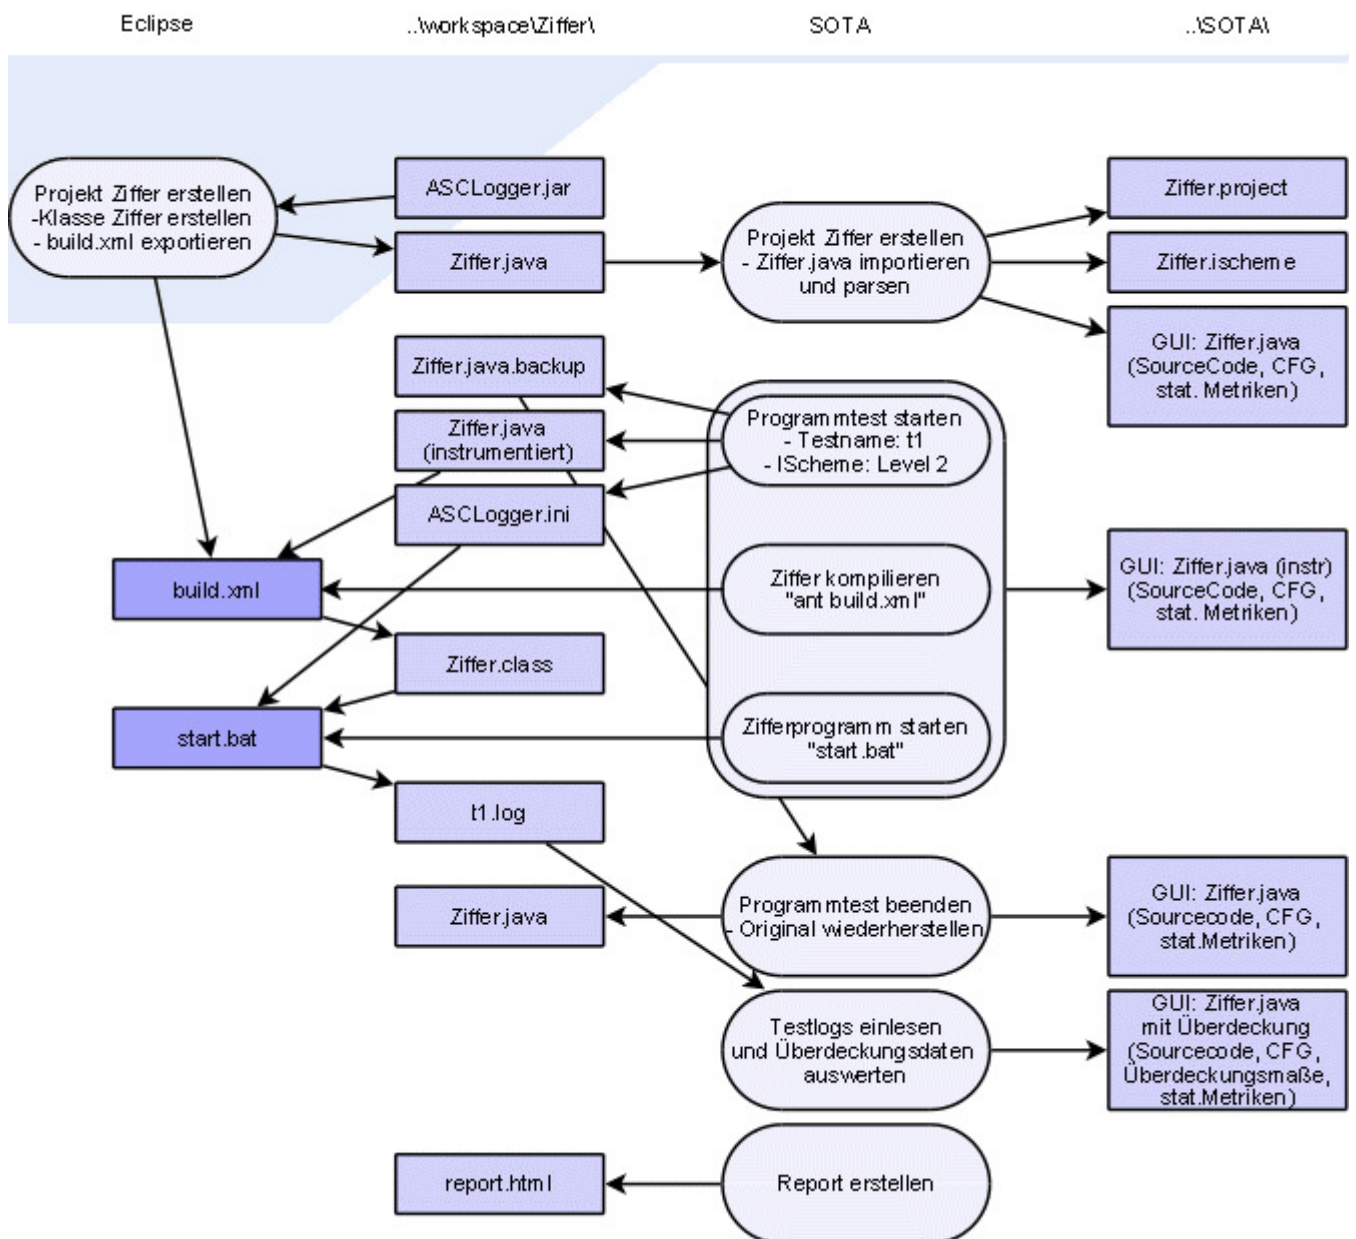 Eclipse
..\workspace\Ziffer\
SOTA
..\SOTA\
Projekt Ziffer erstellen
-Klasse Ziffer erstellen
- build.xml exportieren
ASCLogger.jar
Ziffer.java
Projekt Ziffer erstellen
- Ziffer.java importieren
und parsen
Ziffer.project
Ziffer.ischeme
GUI: Ziffer.java
(SourceCode, CFG,
stat. Metriken)
Ziffer.java.backup
Ziffer.java
(instrumentiert)
ASCLogger.ini
Programmtest starten
- Testname: t1
- IScheme: Level 2
build.xml
Ziffer kompilieren
"ant build.xml"
GUI: Ziffer.java (instr)
(SourceCode, CFG,
stat. Metriken)
Ziffer.class
start.bat
Zifferprogramm starten
"start.bat"
t1.log
Ziffer.java
Programmtest beenden
- Original wiederherstellen
GUI: Ziffer.java
(Sourcecode, CFG,
stat.Metriken)
Testlogs einlesen
und Überdeckungsdaten
auswerten
GUI: Ziffer.java
mit Überdeckung
(Sourcecode, CFG,
Überdeckungsmaße,
stat.Metriken)
report.html
Report erstellen